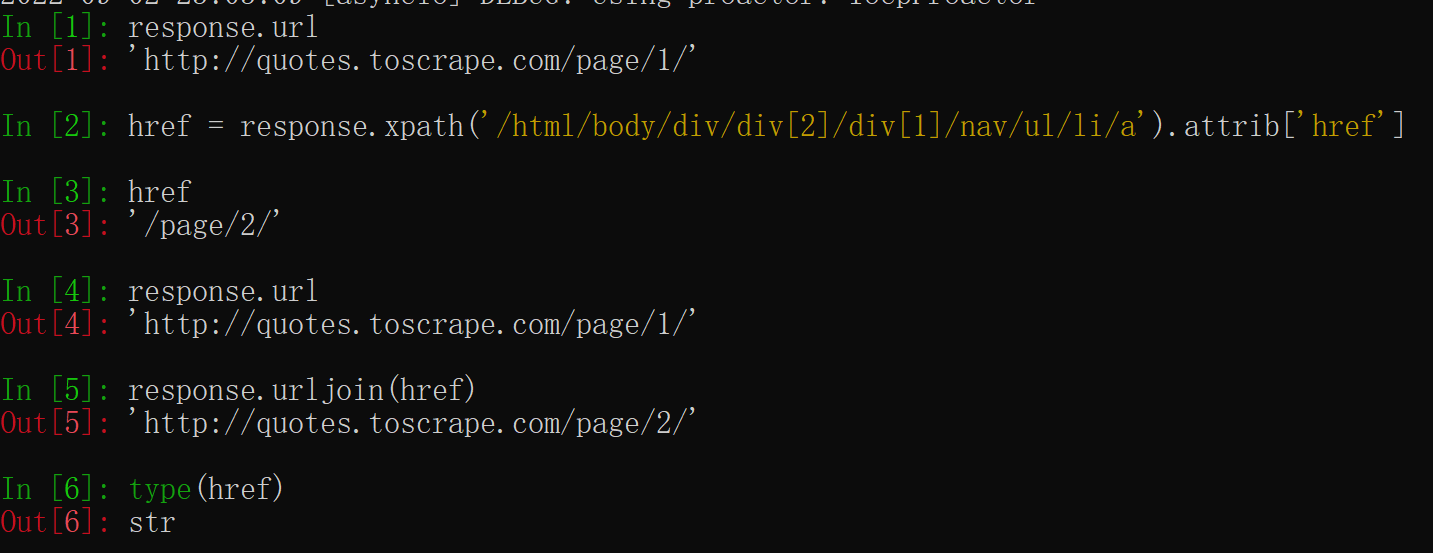 In [1]: response.url
Out[1]: 'http://quotes.toscrape.com/page/1/'
In [2]: href = response.xpath('/html/body/div/div[2]/div[1]/nav/ul/li/a').attrib['href']
In [3]: href
Out[3]: '/page/2/'
In [4]: response.url
Out[4]: 'http://quotes.toscrape.com/page/1/'
In [5]: response.urljoin(href)
Out[5]: 'http://quotes.toscrape.com/page/2/'
In [6]: type(href)
Out[6]: str